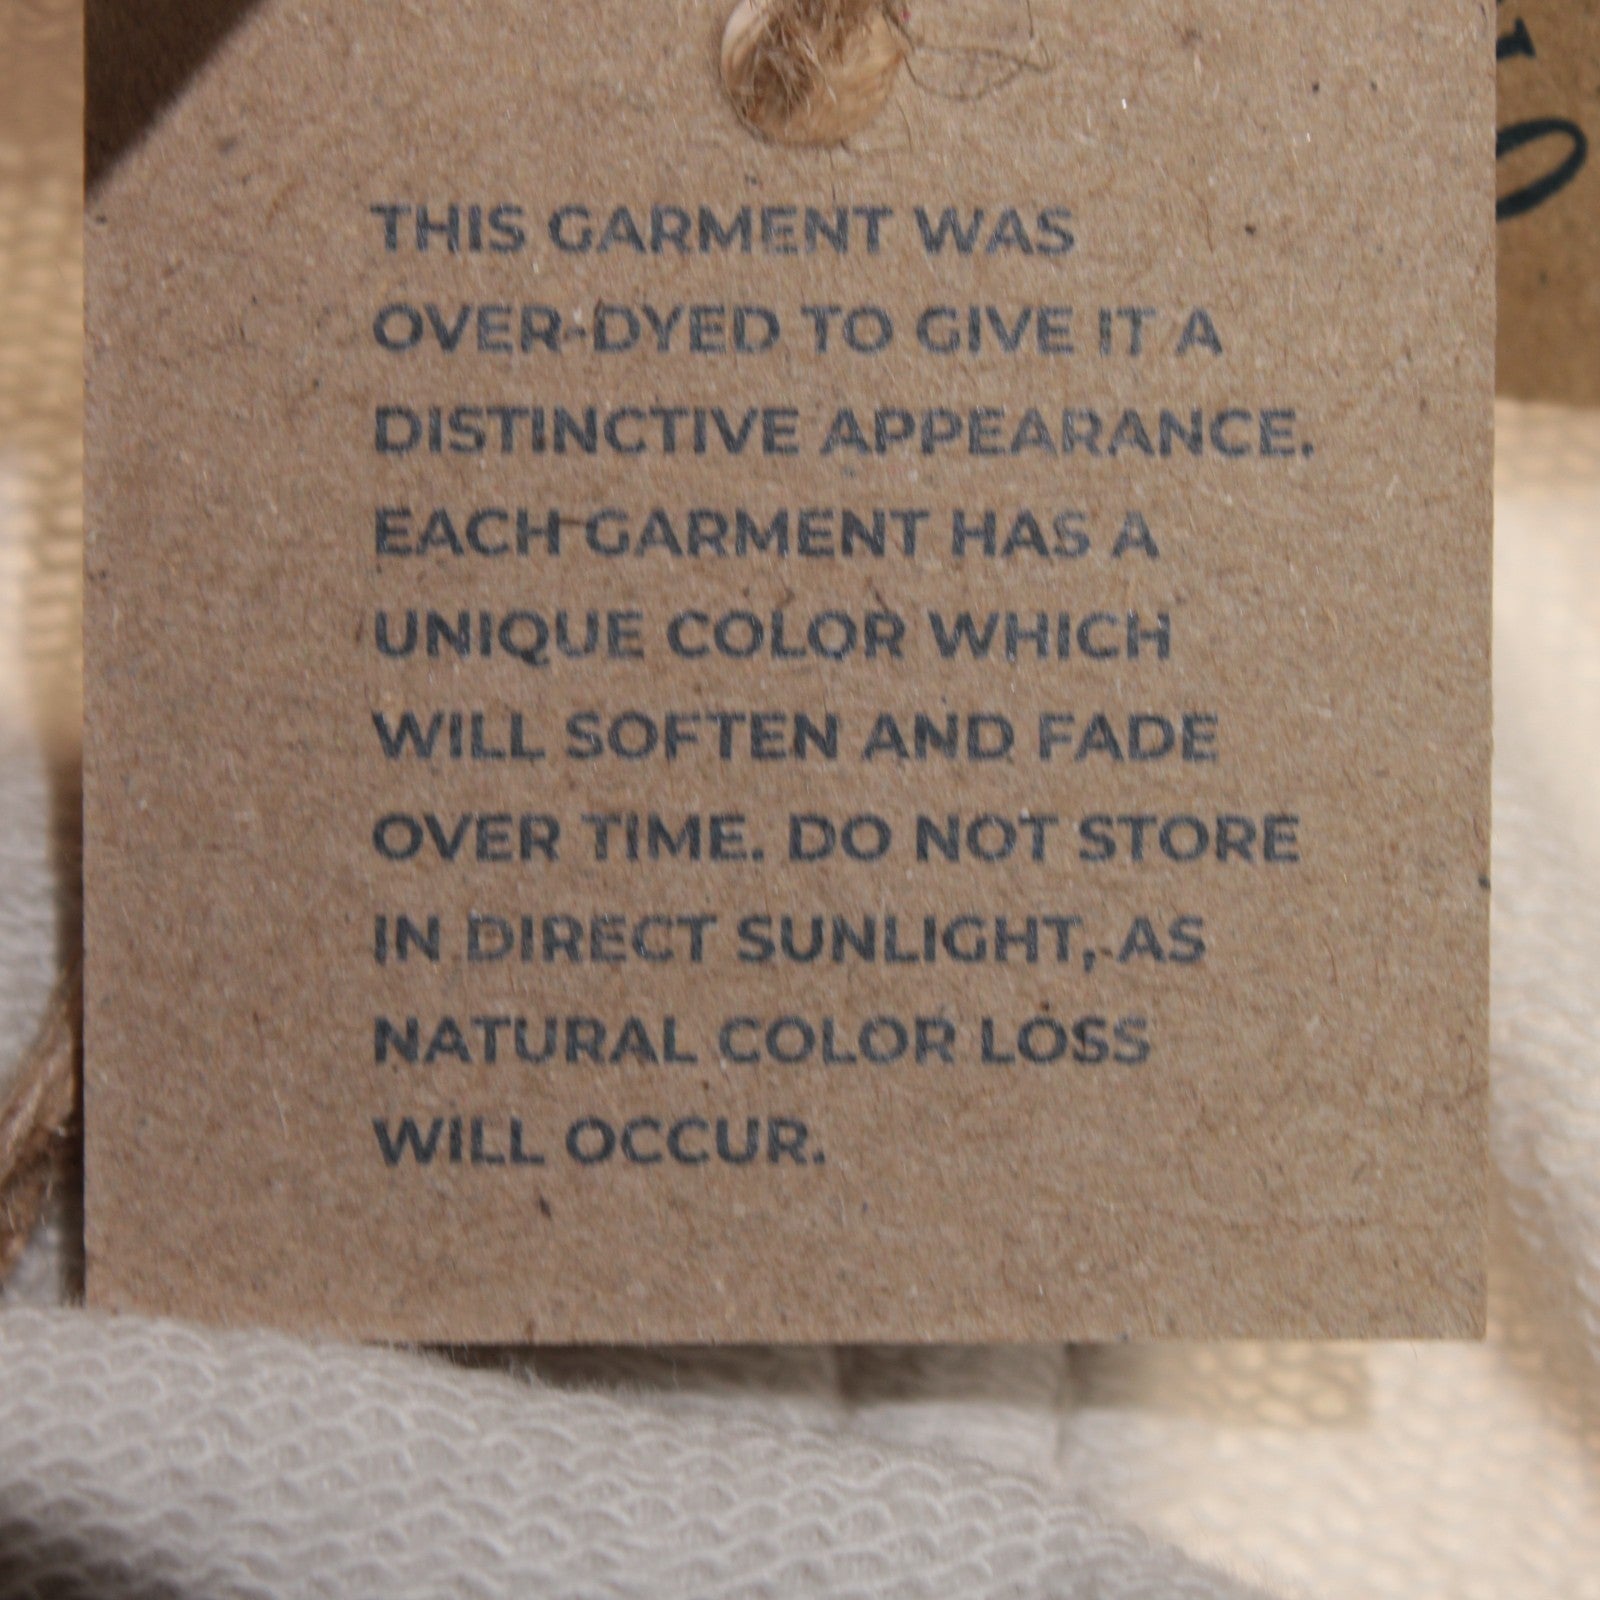 THIS GARMENT WAS
OVER-DYED TO GIVE IT A
DISTINCTIVE APPEARANCE.
EACH GARMENT HAS A
UNIQUE COLOR WHICH
WILL SOFTEN AND FADE
OVER TIME. DO NOT STORE
IN DIRECT SUNLIGHT, AS
NATURAL COLOR LOSS
WILL OCCUR.